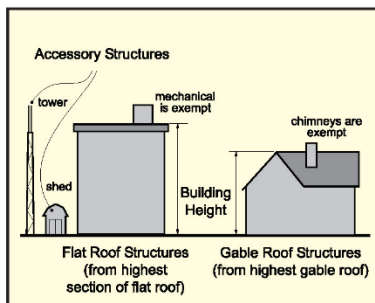 Accessory Structures
tower
mechanical
is exempt
chimneys are
exempt
shed
Building
Height
Flat Roof Structures
(from highest
section of flat roof)
Gable Roof Structures
(from highest gable roof)